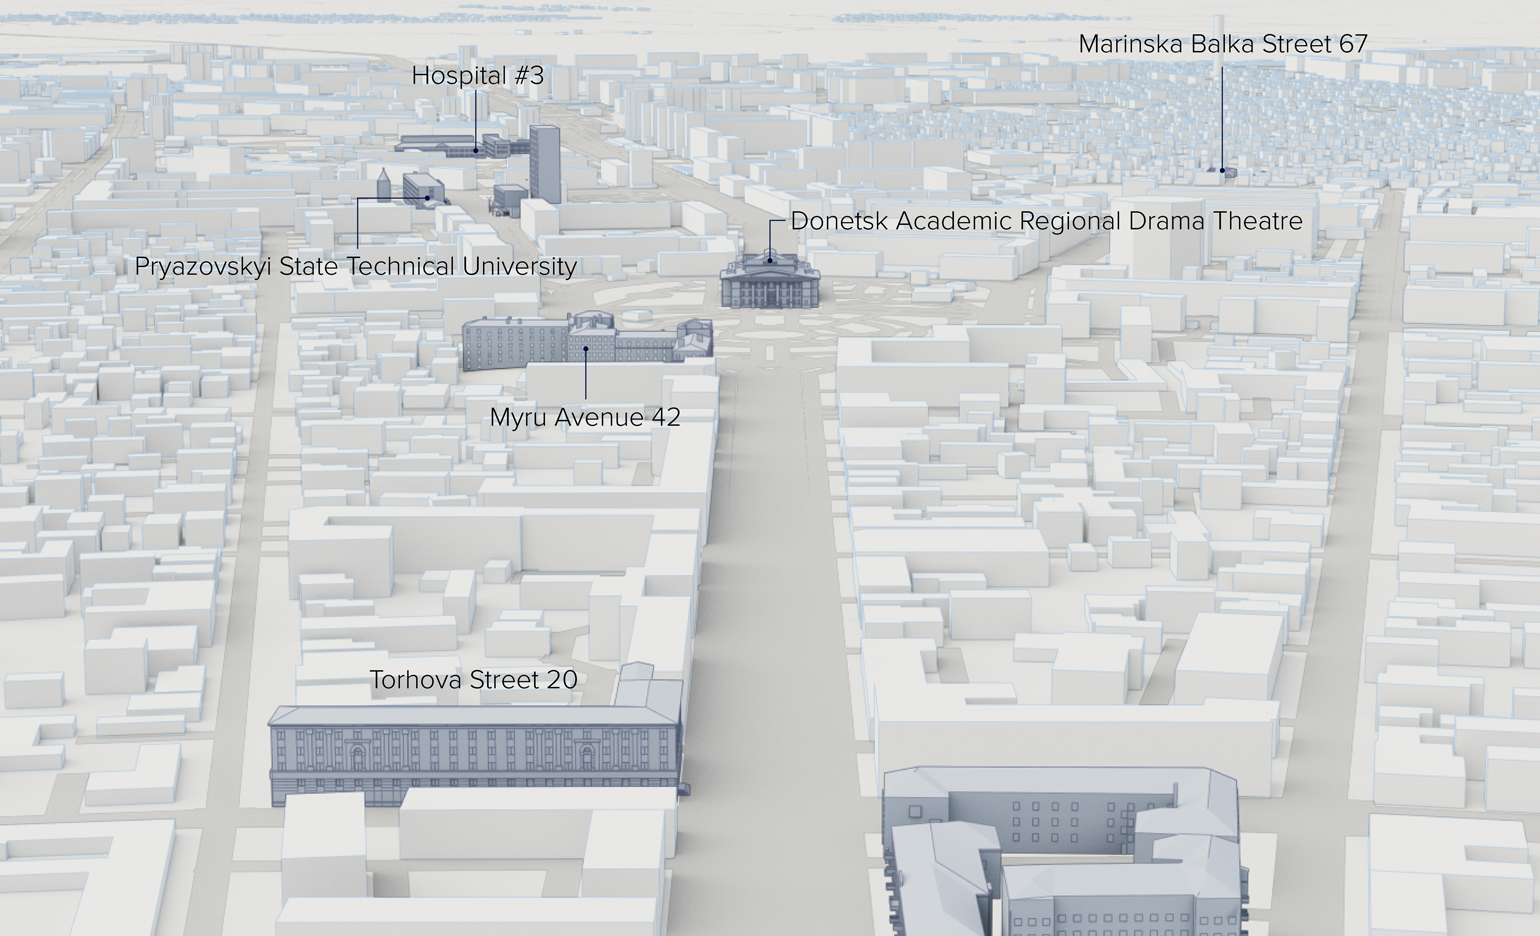 Marinska Balka Street 67
Hospital #3
Donetsk Academic Regional Drama Theatre
Pryazovskyi State Technical University
Myru Avenue 42
Torhova Street 20